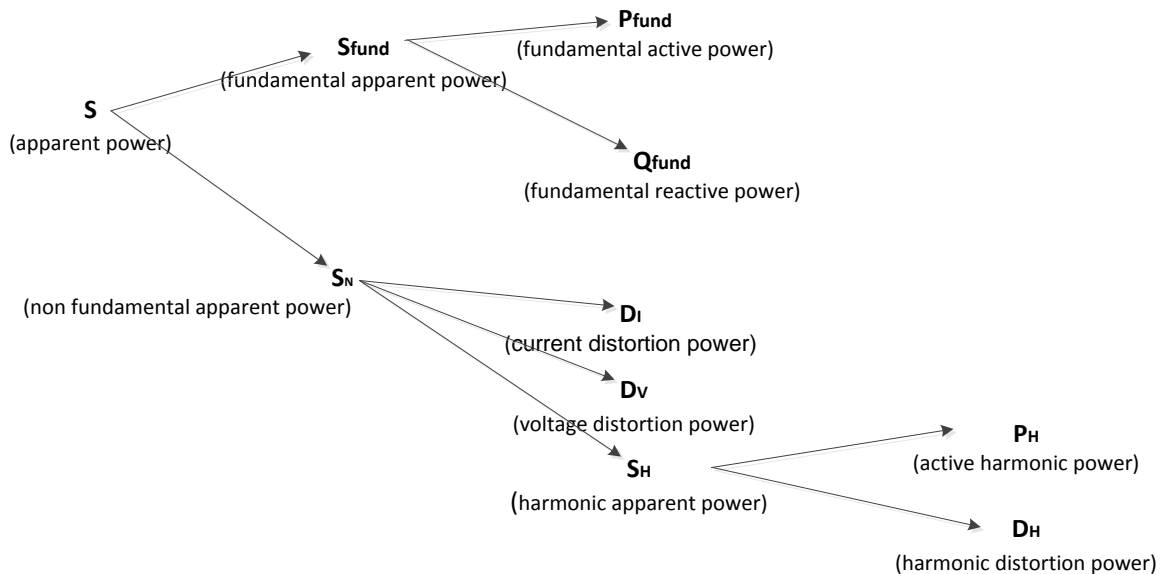 S
(apparent power)
Sfund
(fundamental apparent power)
Pfund
(fundamental active power)
Qfund
(fundamental reactive power)
SN
(non fundamental apparent power)
DI
(current distortion power)
DV
(voltage distortion power)
SH
(harmonic apparent power)
PH
(active harmonic power)
DH
(harmonic distortion power)